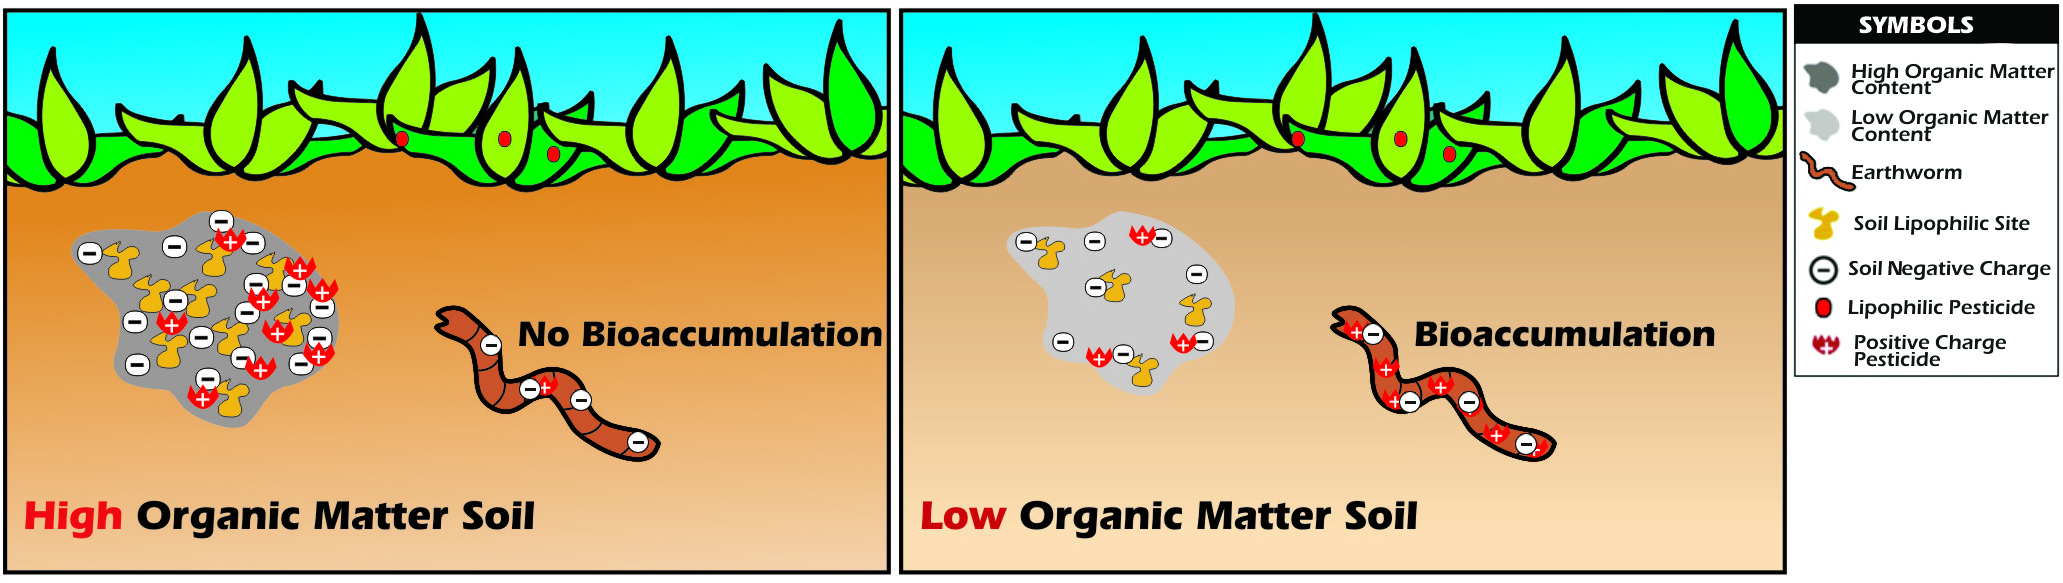 No Bioaccumulation
High Organic Matter Soil
Bioaccumulation
Low Organic Matter Soil
SYMBOLS
High Organic Matter
Content
Low Organic Matter
Content
Earthworm
Soil Lipophilic Site
Soil Negative Charge
Lipophilic Pesticide
Positive Charge
Pesticide